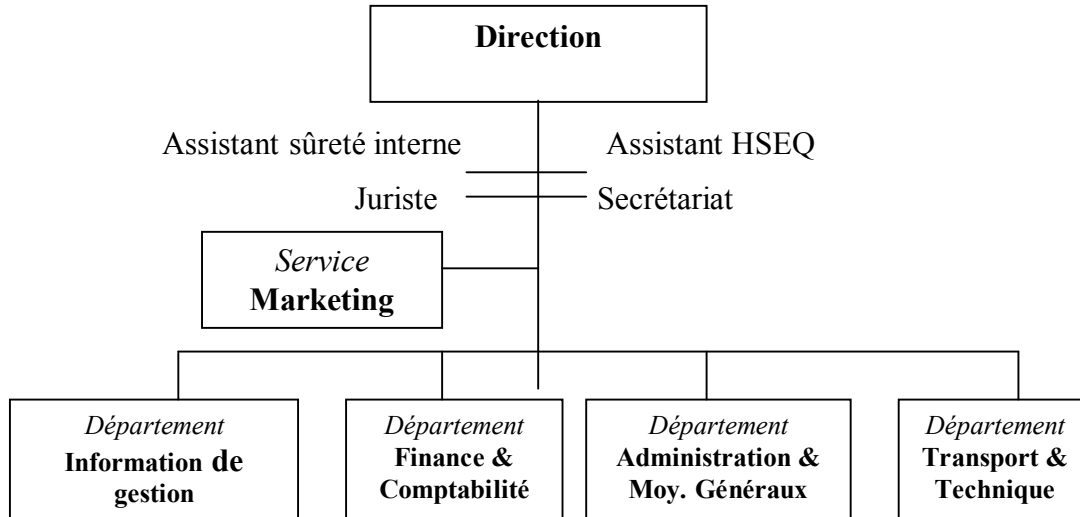 Direction
Assistant sûreté interne
Assistant HSEQ
Juriste
Secrétariat
Service
Marketing
Département
Information de
gestion
Département
Finance &
Comptabilité
Département
Administration &
Moy. Généraux
Département
Transport &
Technique